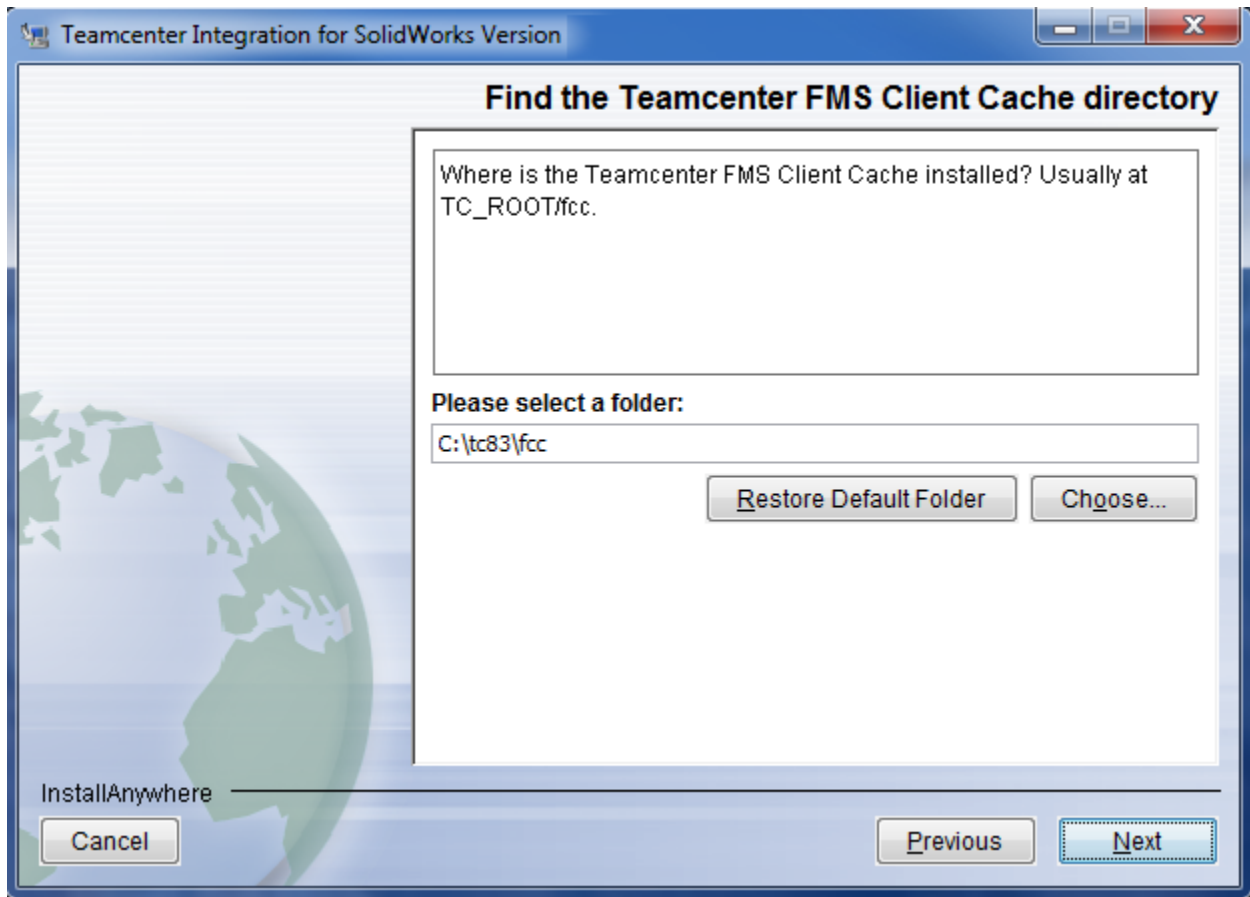 Teamcenter Integration for SolidWorks Version
Find the Teamcenter FMS Client Cache directory
Where is the Teamcenter FMS Client Cache installed? Usually at
TC_ROOT/fcc.
Please select a folder:
C:\tc83\fcc
Restore Default Folder
Choose...
InstallAnywhere
Cancel
Previous
Next